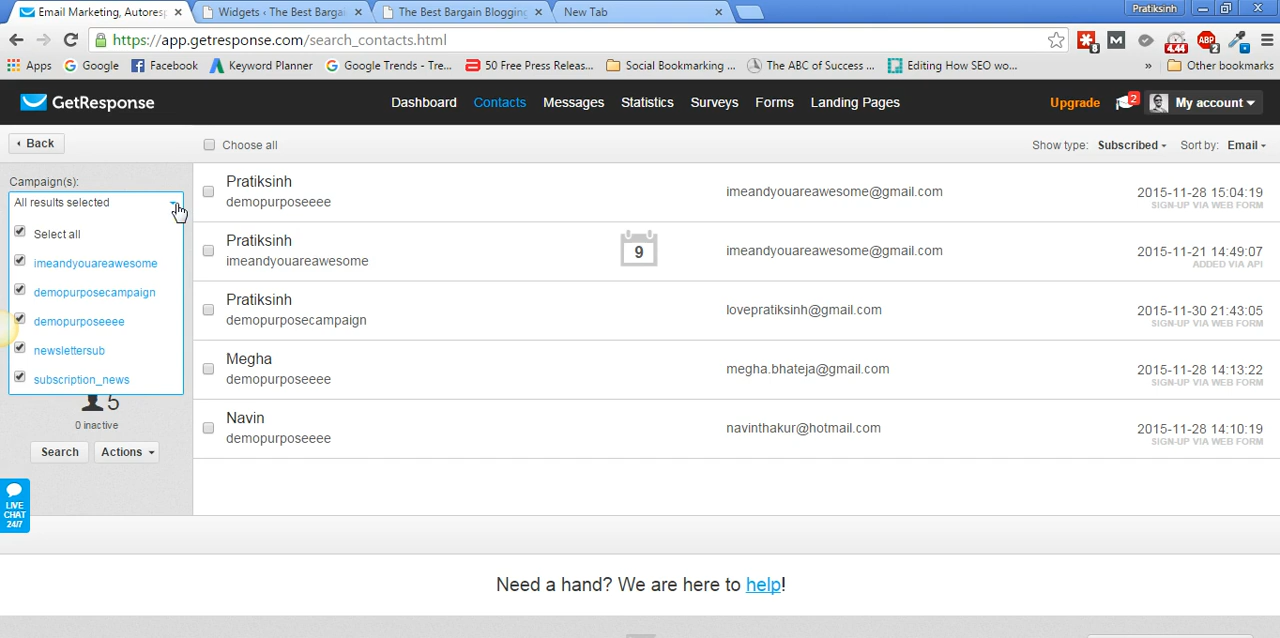 Pratiksinh
Email Marketing, Autores
Widgets ‹ The Best Barga
The Best Bargain Blogging
New Tab
https://app.getresponse.com/search_contacts.html
8
M
4.44
ABP
2
Apps
Google
Facebook
Keyword Planner
Google Trends - Tre...
50 Free Press Releas...
Social Bookmarking ...
The ABC of Success ...
Editing How SEO wo...
»
Other bookmarks
GetResponse
Dashboard
Contacts
Messages
Statistics
Surveys
Forms
Landing Pages
Upgrade
2
My account
Back
Choose all
Show type: Subscribed
Sort by: Email
Campaign(s):
All results selected
Select all
imeandyouareawesome
demopurposecampaign
demopurposeeee
newslettersub
subscription_news
5
0 inactive
Search
Actions
LIVE
CHAT
24/7
Pratiksinh
demopurposeeee
imeandyouareawesome@gmail.com
2015-11-28 15:04:19
SIGN-UP VIA WEB FORM
Pratiksinh
imeandyouareawesome
9
imeandyouareawesome@gmail.com
2015-11-21 14:49:07
ADDED VIA API
Pratiksinh
demopurposecampaign
lovepratiksinh@gmail.com
2015-11-30 21:43:05
SIGN-UP VIA WEB FORM
Megha
demopurposeeee
megha.bhateja@gmail.com
2015-11-28 14:13:22
SIGN-UP VIA WEB FORM
Navin
demopurposeeee
navinthakur@hotmail.com
2015-11-28 14:10:19
SIGN-UP VIA WEB FORM
Need a hand? We are here to help!